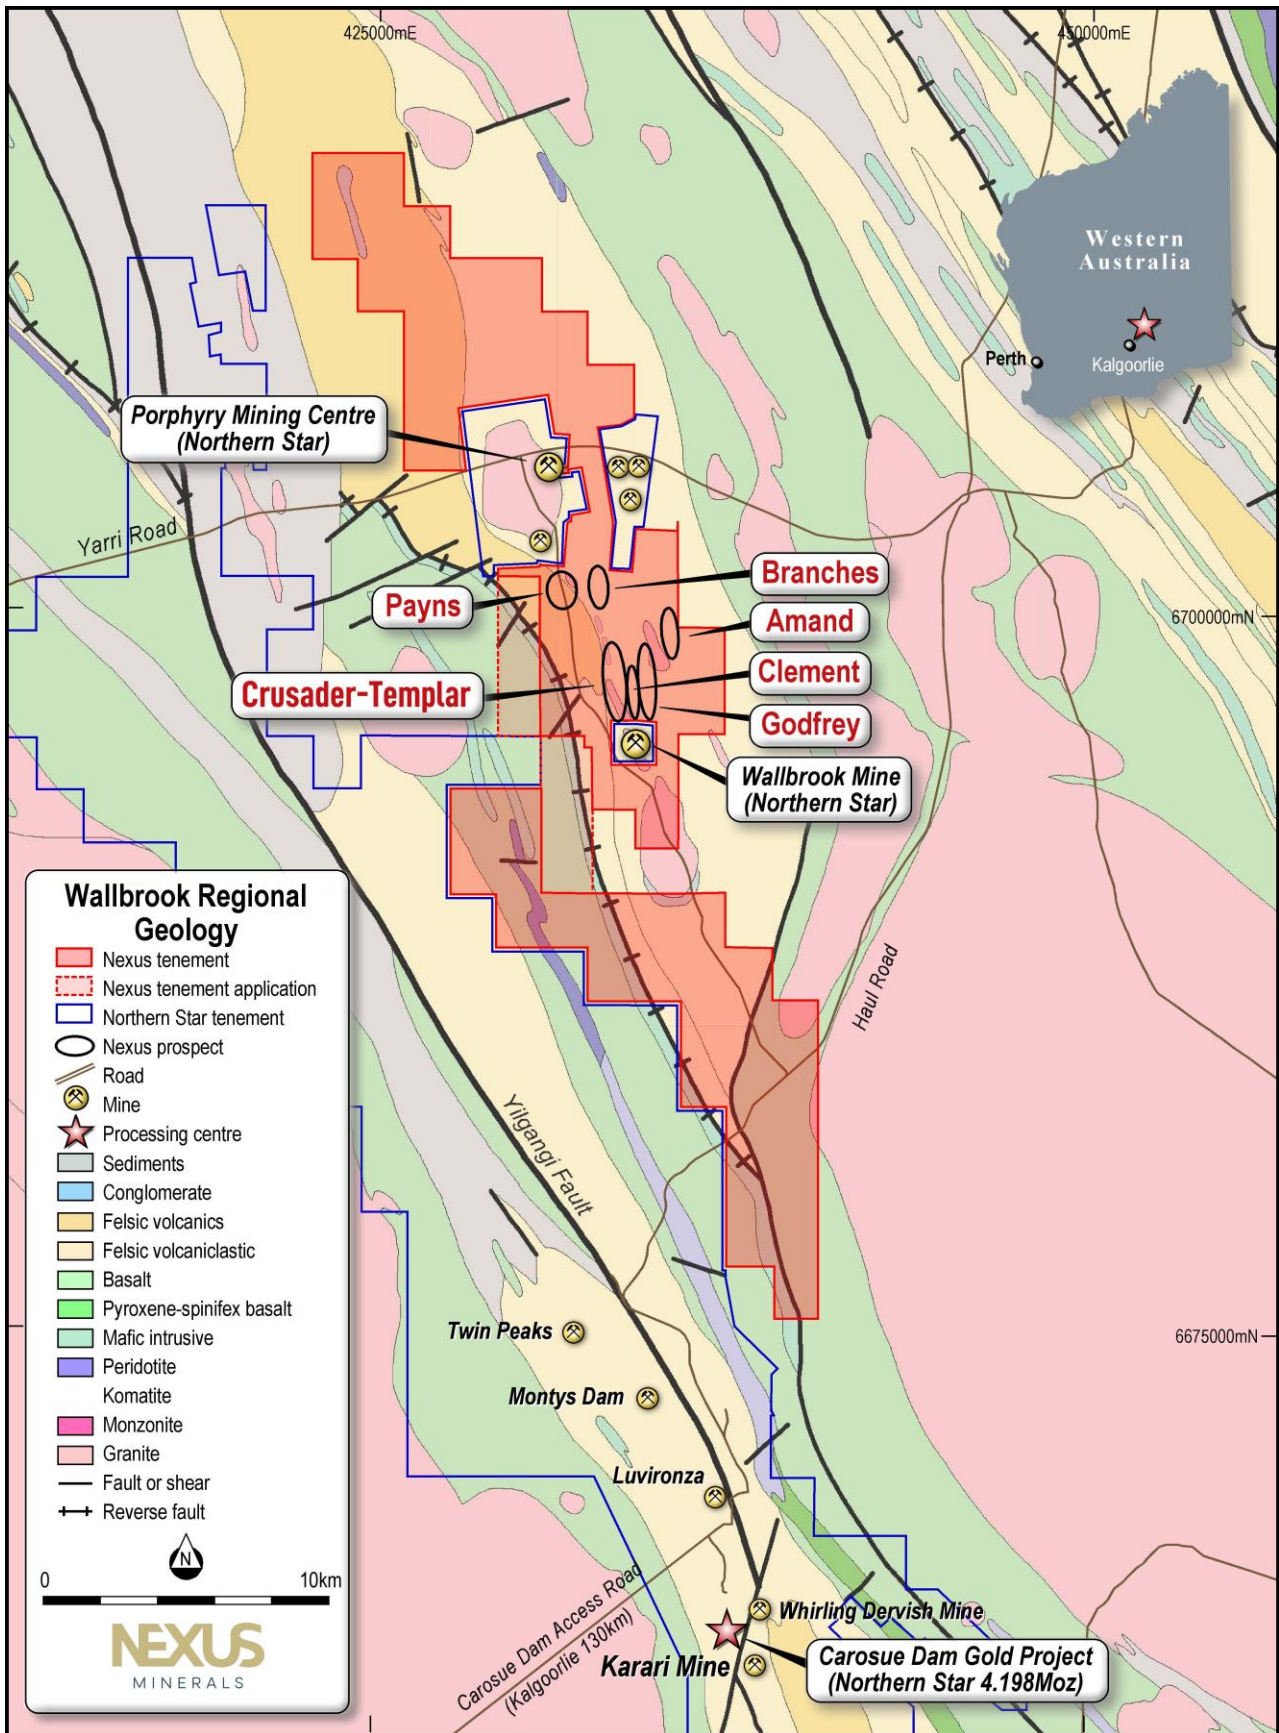 425000mE
450000mE
Western
Australia
Perth
Kalgoorlie
Porphyry Mining Centre
(Northern Star)
Yarri Road
Branches
Payns
Amand
6700000mN
Clement
Crusader-Templar
Godfrey
Wallbrook Mine
(Northern Star)
Haul Road
Yilgangi Fault
Wallbrook Regional
Geology
Nexus tenement
Nexus tenement application
Northern Star tenement
Nexus prospect
Road
Mine
Processing centre
Sediments
Conglomerate
Felsic volcanics
Felsic volcaniclastic
Basalt
Pyroxene-spinifex basalt
Mafic intrusive
Peridotite
Komatite
Monzonite
Granite
Fault or shear
Reverse fault
N
0 10km
NEXUS
MINERALS
Twin Peaks
6675000mN
Montys Dam
Luvironza
Carosue Dam Access Road
(Kalgoorlie 130km)
Whirling Dervish Mine
Karari Mine
Carosue Dam Gold Project
(Northern Star 4.198Moz)